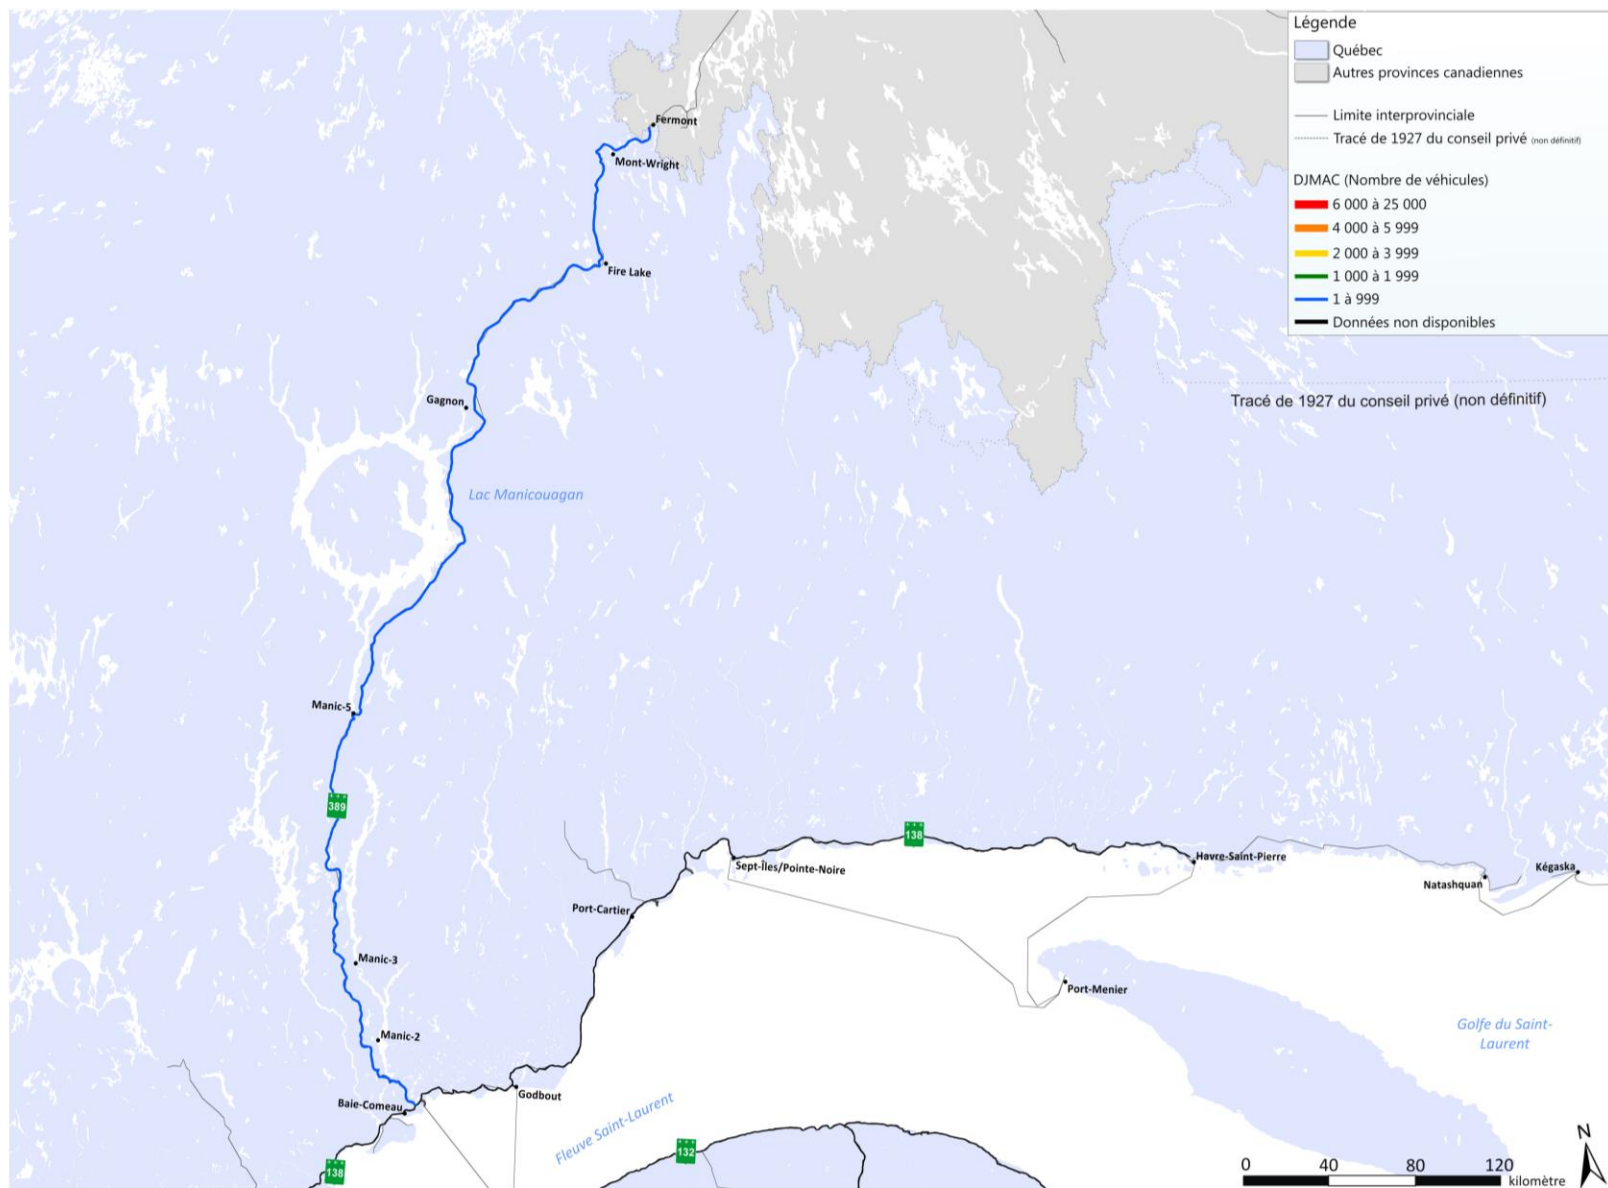 Légende
Québec
Autres provinces canadiennes
Limite interprovinciale
Tracé de 1927 du conseil privé (non définitif)
DJMAC (Nombre de véhicules)
6 000 à 25 000
4 000 à 5 999
2 000 à 3 999
1 000 à 1 999
1 à 999
Données non disponibles
Fermont
Mont-Wright
Fire Lake
Gagnon
Tracé de 1927 du conseil privé (non définitif)
Lac Manicouagan
Manic-5
389
138
Sept-Îles/Pointe-Noire
Havre-Saint-Pierre
Natashquan
Kégaska
Port-Cartier
Manic-3
Port-Menier
Manic-2
Golfe du Saint-
Laurent
Godbout
Baie-Comeau
Fleuve Saint-Laurent
132
138
N
0 40 80 120
kilomètre